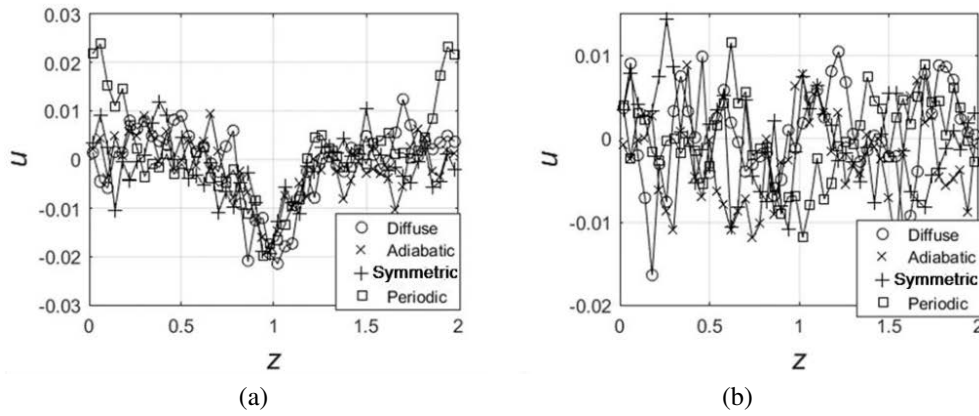 0.03
0.02
0.01
0
-0.01
-0.02
-0.03
u
0 0.5 1 1.5 2
z
Diffuse
Adiabatic
Symmetric
Periodic
(a)
0.01
0
-0.01
-0.02
u
0 0.5 1 1.5 2
z
Diffuse
Adiabatic
Symmetric
Periodic
(b)